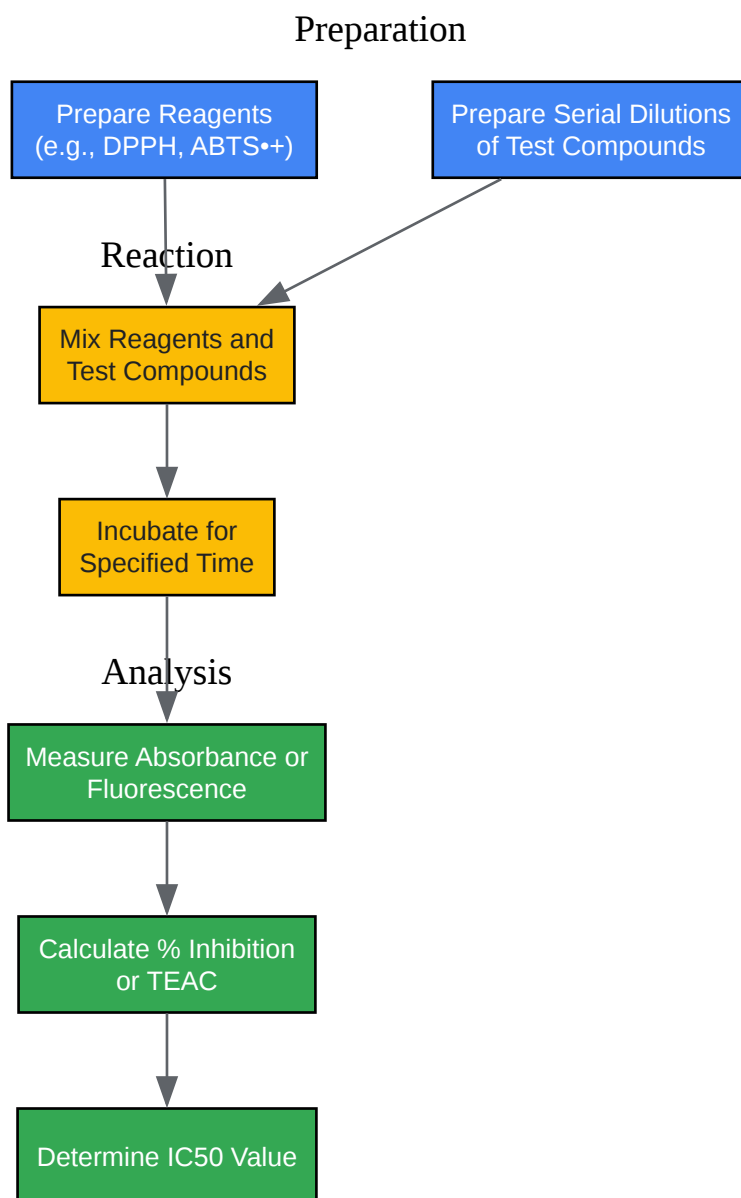 Preparation
Prepare Reagents
(e.g., DPPH, ABTS•+)
Prepare Serial Dilutions
of Test Compounds
Reaction
Mix Reagents and
Test Compounds
Incubate for
Specified Time
Analysis
Measure Absorbance or
Fluorescence
Calculate % Inhibition
or TEAC
Determine IC50 Value